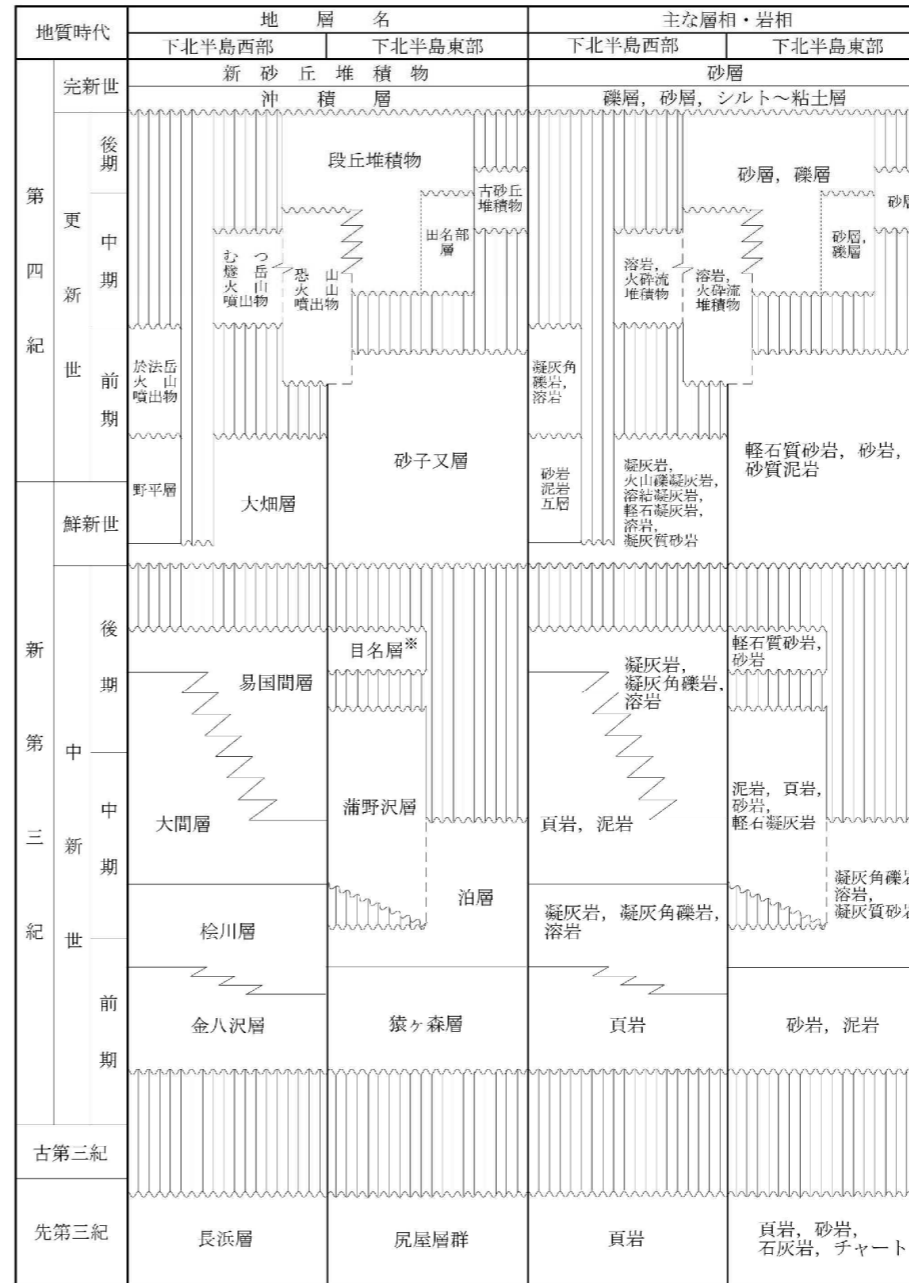 地質時代
地　層　名
主な層相・岩相
下北半島西部
下北半島東部
下北半島西部
下北半島東部
第四紀
完新世
新砂丘堆積物
砂層
沖積層
礫層，砂層，シルト～粘土層
更新世
後期
段丘堆積物
砂層，礫層
古砂丘
堆積物
砂層
中期
田名部
層
砂層，
礫層
むつ
燧岳
火山
噴出物
恐山
火山
噴出物
溶岩，
火砕流
堆積物
溶岩，
火砕流
堆積物
前期
於法岳
火山
噴出物
凝灰角
礫岩，
溶岩
砂子又層
軽石質砂岩，砂岩，
砂質泥岩
野平層
大畑層
砂岩
泥岩
互層
凝灰岩，
火山礫凝灰岩，
溶結凝灰岩，
軽石凝灰岩，
溶岩，
凝灰質砂岩
新第三紀
鮮新世
中新世
後期
目名層※
易国間層
凝灰岩，
凝灰角礫岩，
溶岩
軽石質砂岩，
砂岩
中期
大間層
蒲野沢層
頁岩，泥岩
泥岩，頁岩，
砂岩，
軽石凝灰岩
泊層
凝灰角礫岩
溶岩，
凝灰質砂岩
桧川層
凝灰岩，凝灰角礫岩，
溶岩
前期
金八沢層
猿ヶ森層
頁岩
砂岩，泥岩
古第三紀
先第三紀
長浜層
尻屋層群
頁岩
頁岩，砂岩，
石灰岩，チャート